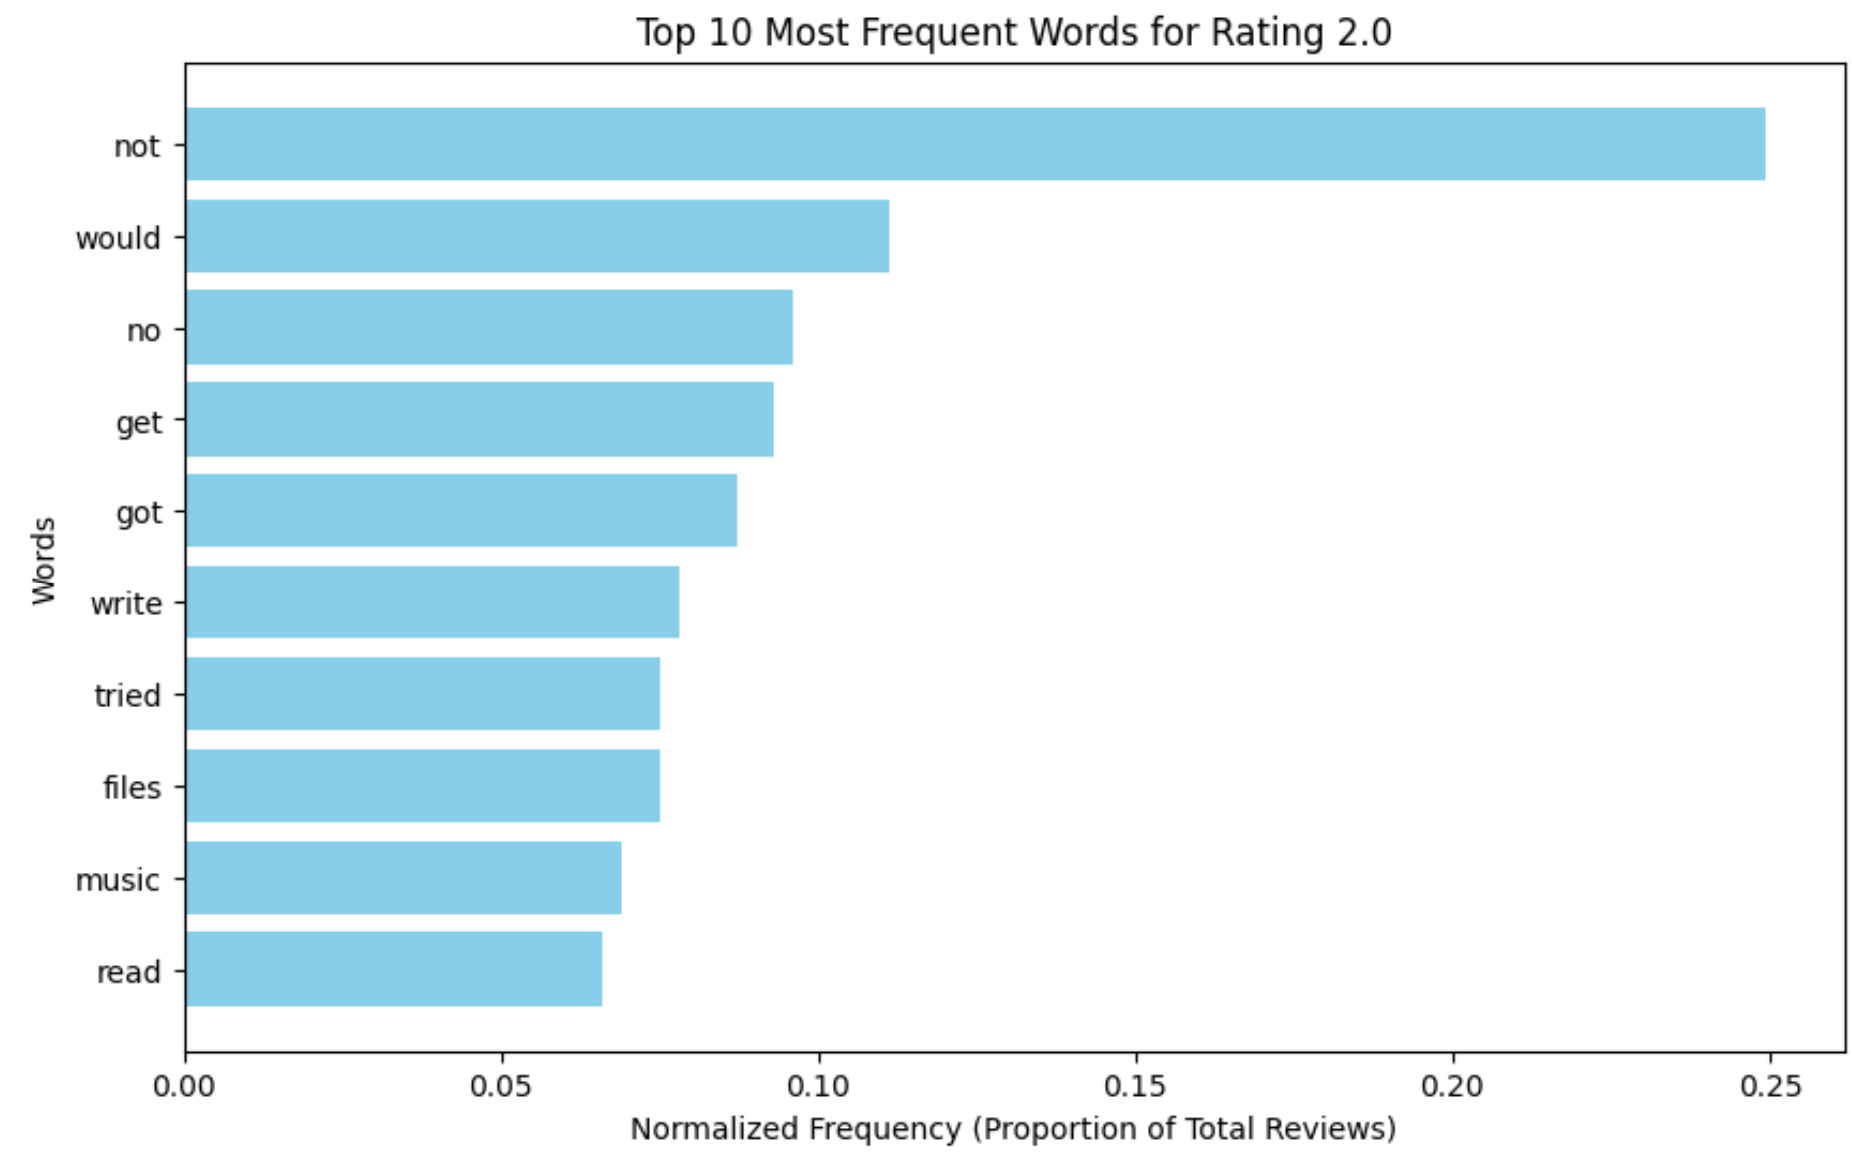 Top 10 Most Frequent Words for Rating 2.0
not
would
no
get
got
write
tried
files
music
read
Words
0.00 0.05 0.10 0.15 0.20 0.25
Normalized Frequency (Proportion of Total Reviews)